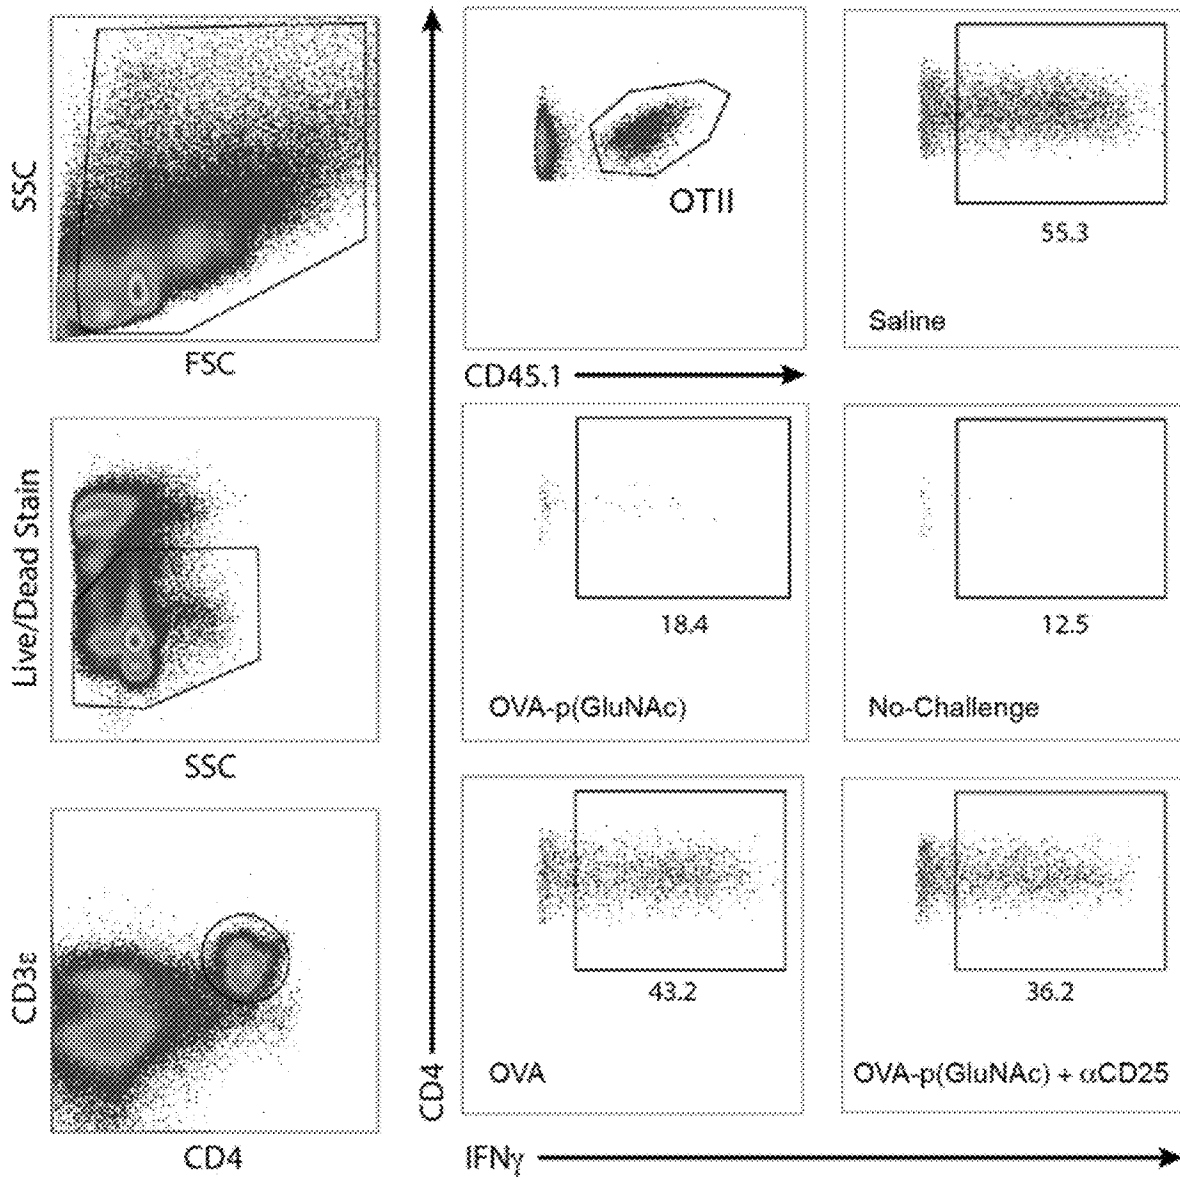 SSC
FSC
Live/Dead Stain
SSC
CD3ε
CD4
CD4
OTII
CD45.1
55.3
Saline
18.4
OVA-p(GluNAc)
12.5
No-Challenge
43.2
OVA
36.2
OVA-p(GluNAc) + αCD25
IFNγ